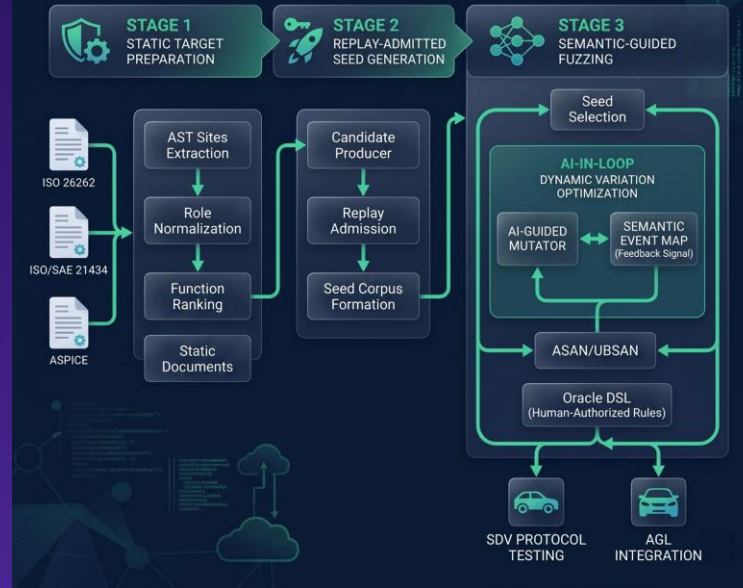 STAGE 1
STATIC TARGET
PREPARATION
STAGE 2
REPLAY-ADMITTED
SEED GENERATION
STAGE 3
SEMANTIC-GUIDED
FUZZING
ISO 26262
ISO/SAE 21434
ASPICE
AST Sites
Extraction
Role
Normalization
Function
Ranking
Static
Documents
Candidate
Producer
Replay
Admission
Seed Corpus
Formation
Seed
Selection
AI-IN-LOOP
DYNAMIC VARIATION
OPTIMIZATION
AI-GUIDED
MUTATOR
SEMANTIC
EVENT MAP
(Feedback Signal)
ASAN/UBSAN
Oracle DSL
(Human-Authorized Rules)
SDV PROTOCOL
TESTING
AGL
INTEGRATION